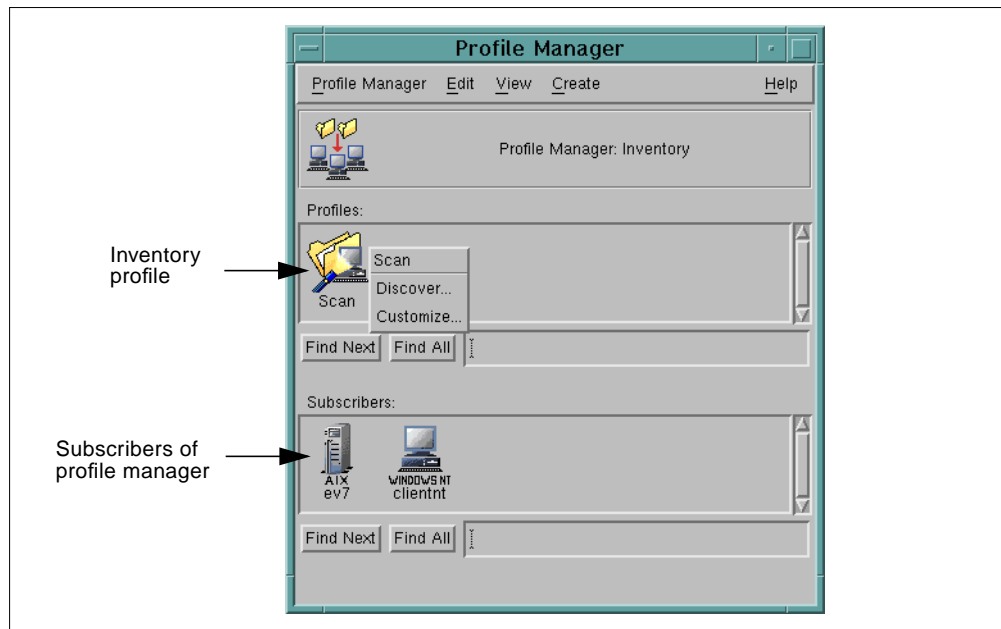 Profile Manager
Profile Manager Edit View Create Help
Profile Manager: Inventory
Profiles:
Inventory
profile
Scan
Scan
Discover...
Customize...
Find Next Find All
Subscribers:
Subscribers of
profile manager
AIX
ev7
WINDOWS NT
clientnt
Find Next Find All